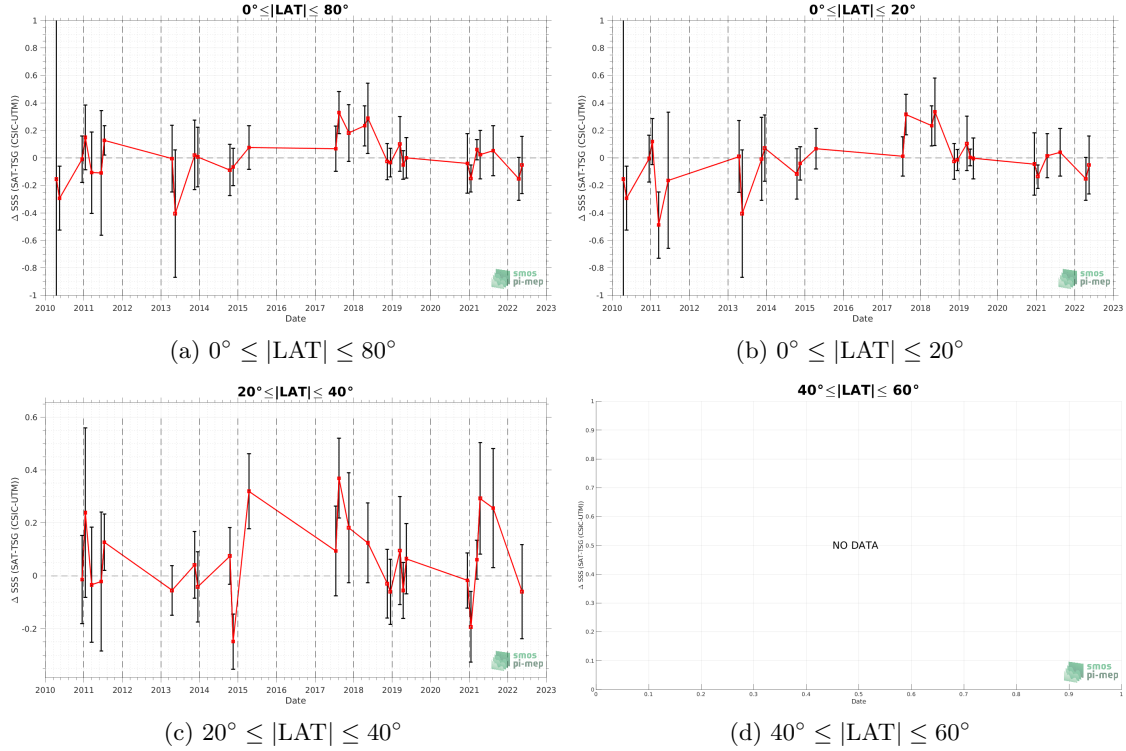 0°≤|LAT|≤ 80°
1
0.8
0.6
0.4
0.2
0
-0.2
-0.4
-0.6
-0.8
-1
Δ SSS (SAT-TSG (CSIC-UTM))
2010 2011 2012 2013 2014 2015 2016 2017 2018 2019 2020 2021 2022 2023
Date
smos
pi-mep
(a) 0° ≤ |LAT| ≤ 80°
0°≤|LAT|≤ 20°
1
0.8
0.6
0.4
0.2
0
-0.2
-0.4
-0.6
-0.8
-1
Δ SSS (SAT-TSG (CSIC-UTM))
2010 2011 2012 2013 2014 2015 2016 2017 2018 2019 2020 2021 2022 2023
Date
smos
pi-mep
(b) 0° ≤ |LAT| ≤ 20°
20°≤|LAT|≤ 40°
0.6
0.4
0.2
0
-0.2
Δ SSS (SAT-TSG (CSIC-UTM))
2010 2011 2012 2013 2014 2015 2016 2017 2018 2019 2020 2021 2022 2023
Date
smos
pi-mep
(c) 20° ≤ |LAT| ≤ 40°
40°≤|LAT|≤ 60°
1
0.9
0.8
0.7
0.6
0.5
0.4
0.3
0.2
0.1
0
Δ SSS (SAT-TSG (CSIC-UTM))
NO DATA
0 0.1 0.2 0.3 0.4 0.5 0.6 0.7 0.8 0.9 1
Date
smos
pi-mep
(d) 40° ≤ |LAT| ≤ 60°